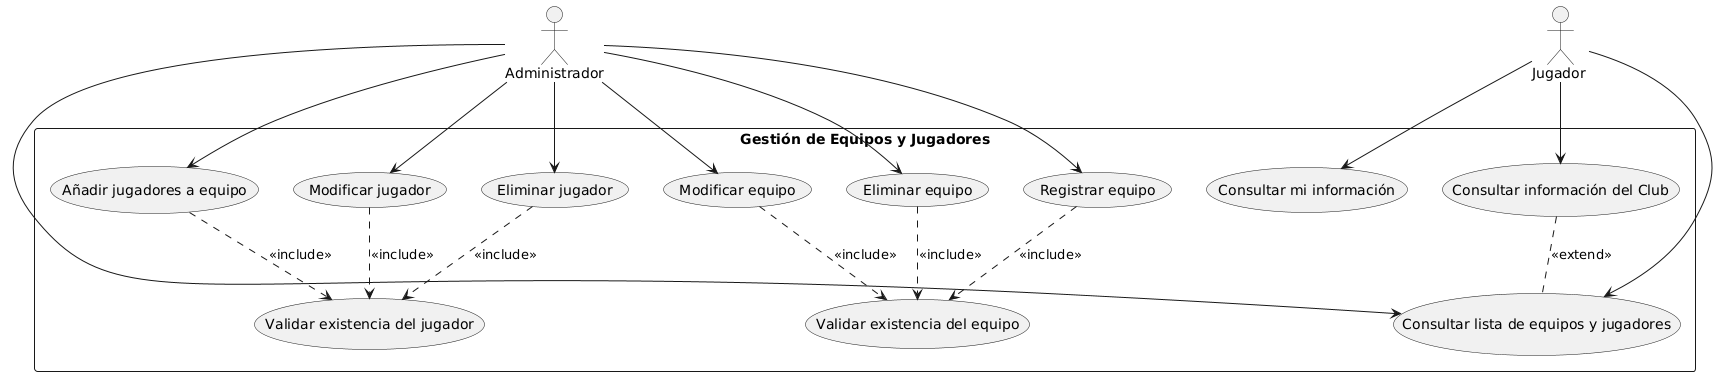 Administrador
Jugador
Gestión de Equipos y Jugadores
Añadir jugadores a equipo
Modificar jugador
Eliminar jugador
Modificar equipo
Eliminar equipo
Registrar equipo
Consultar mi información
Consultar información del Club
«include»
«include»
«include»
«include»
«include»
«include»
«extend»
Validar existencia del jugador
Validar existencia del equipo
Consultar lista de equipos y jugadores